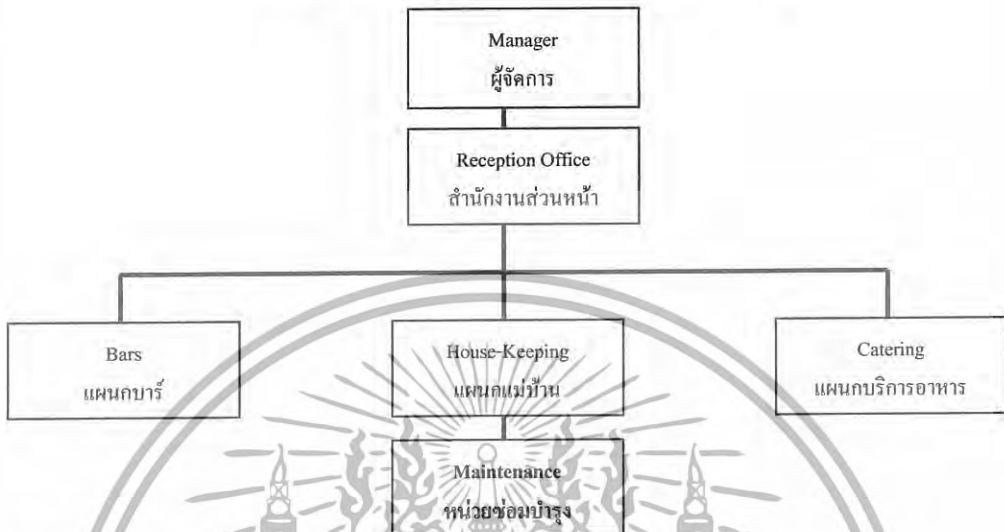 Manager
ผู้จัดการ
Reception Office
สำนักงานส่วนหน้า
Bars
แผนกบาร์
House-Keeping
แผนกแม่บ้าน
Catering
แผนกบริการอาหาร
Maintenance
หน่วยซ่อมบำรุง